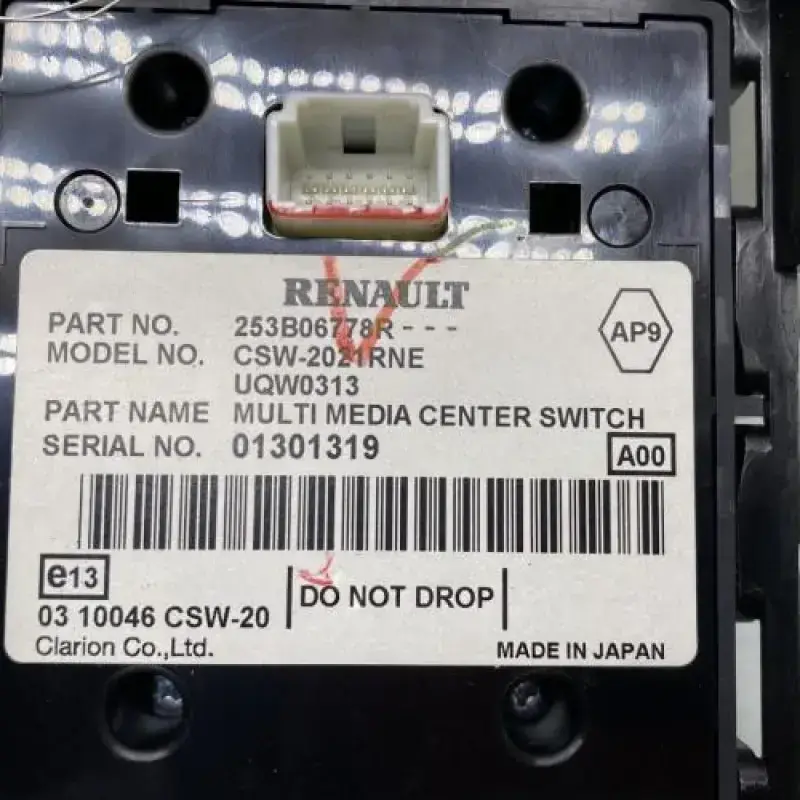 RENAULT
PART NO. 253B06778R---
AP9
MODEL NO. CSW-2021RNE
UQW0313
PART NAME MULTI MEDIA CENTER SWITCH
SERIAL NO. 01301319
A00
e13
03 10046 CSW-20
DO NOT DROP
Clarion Co.,Ltd.
MADE IN JAPAN